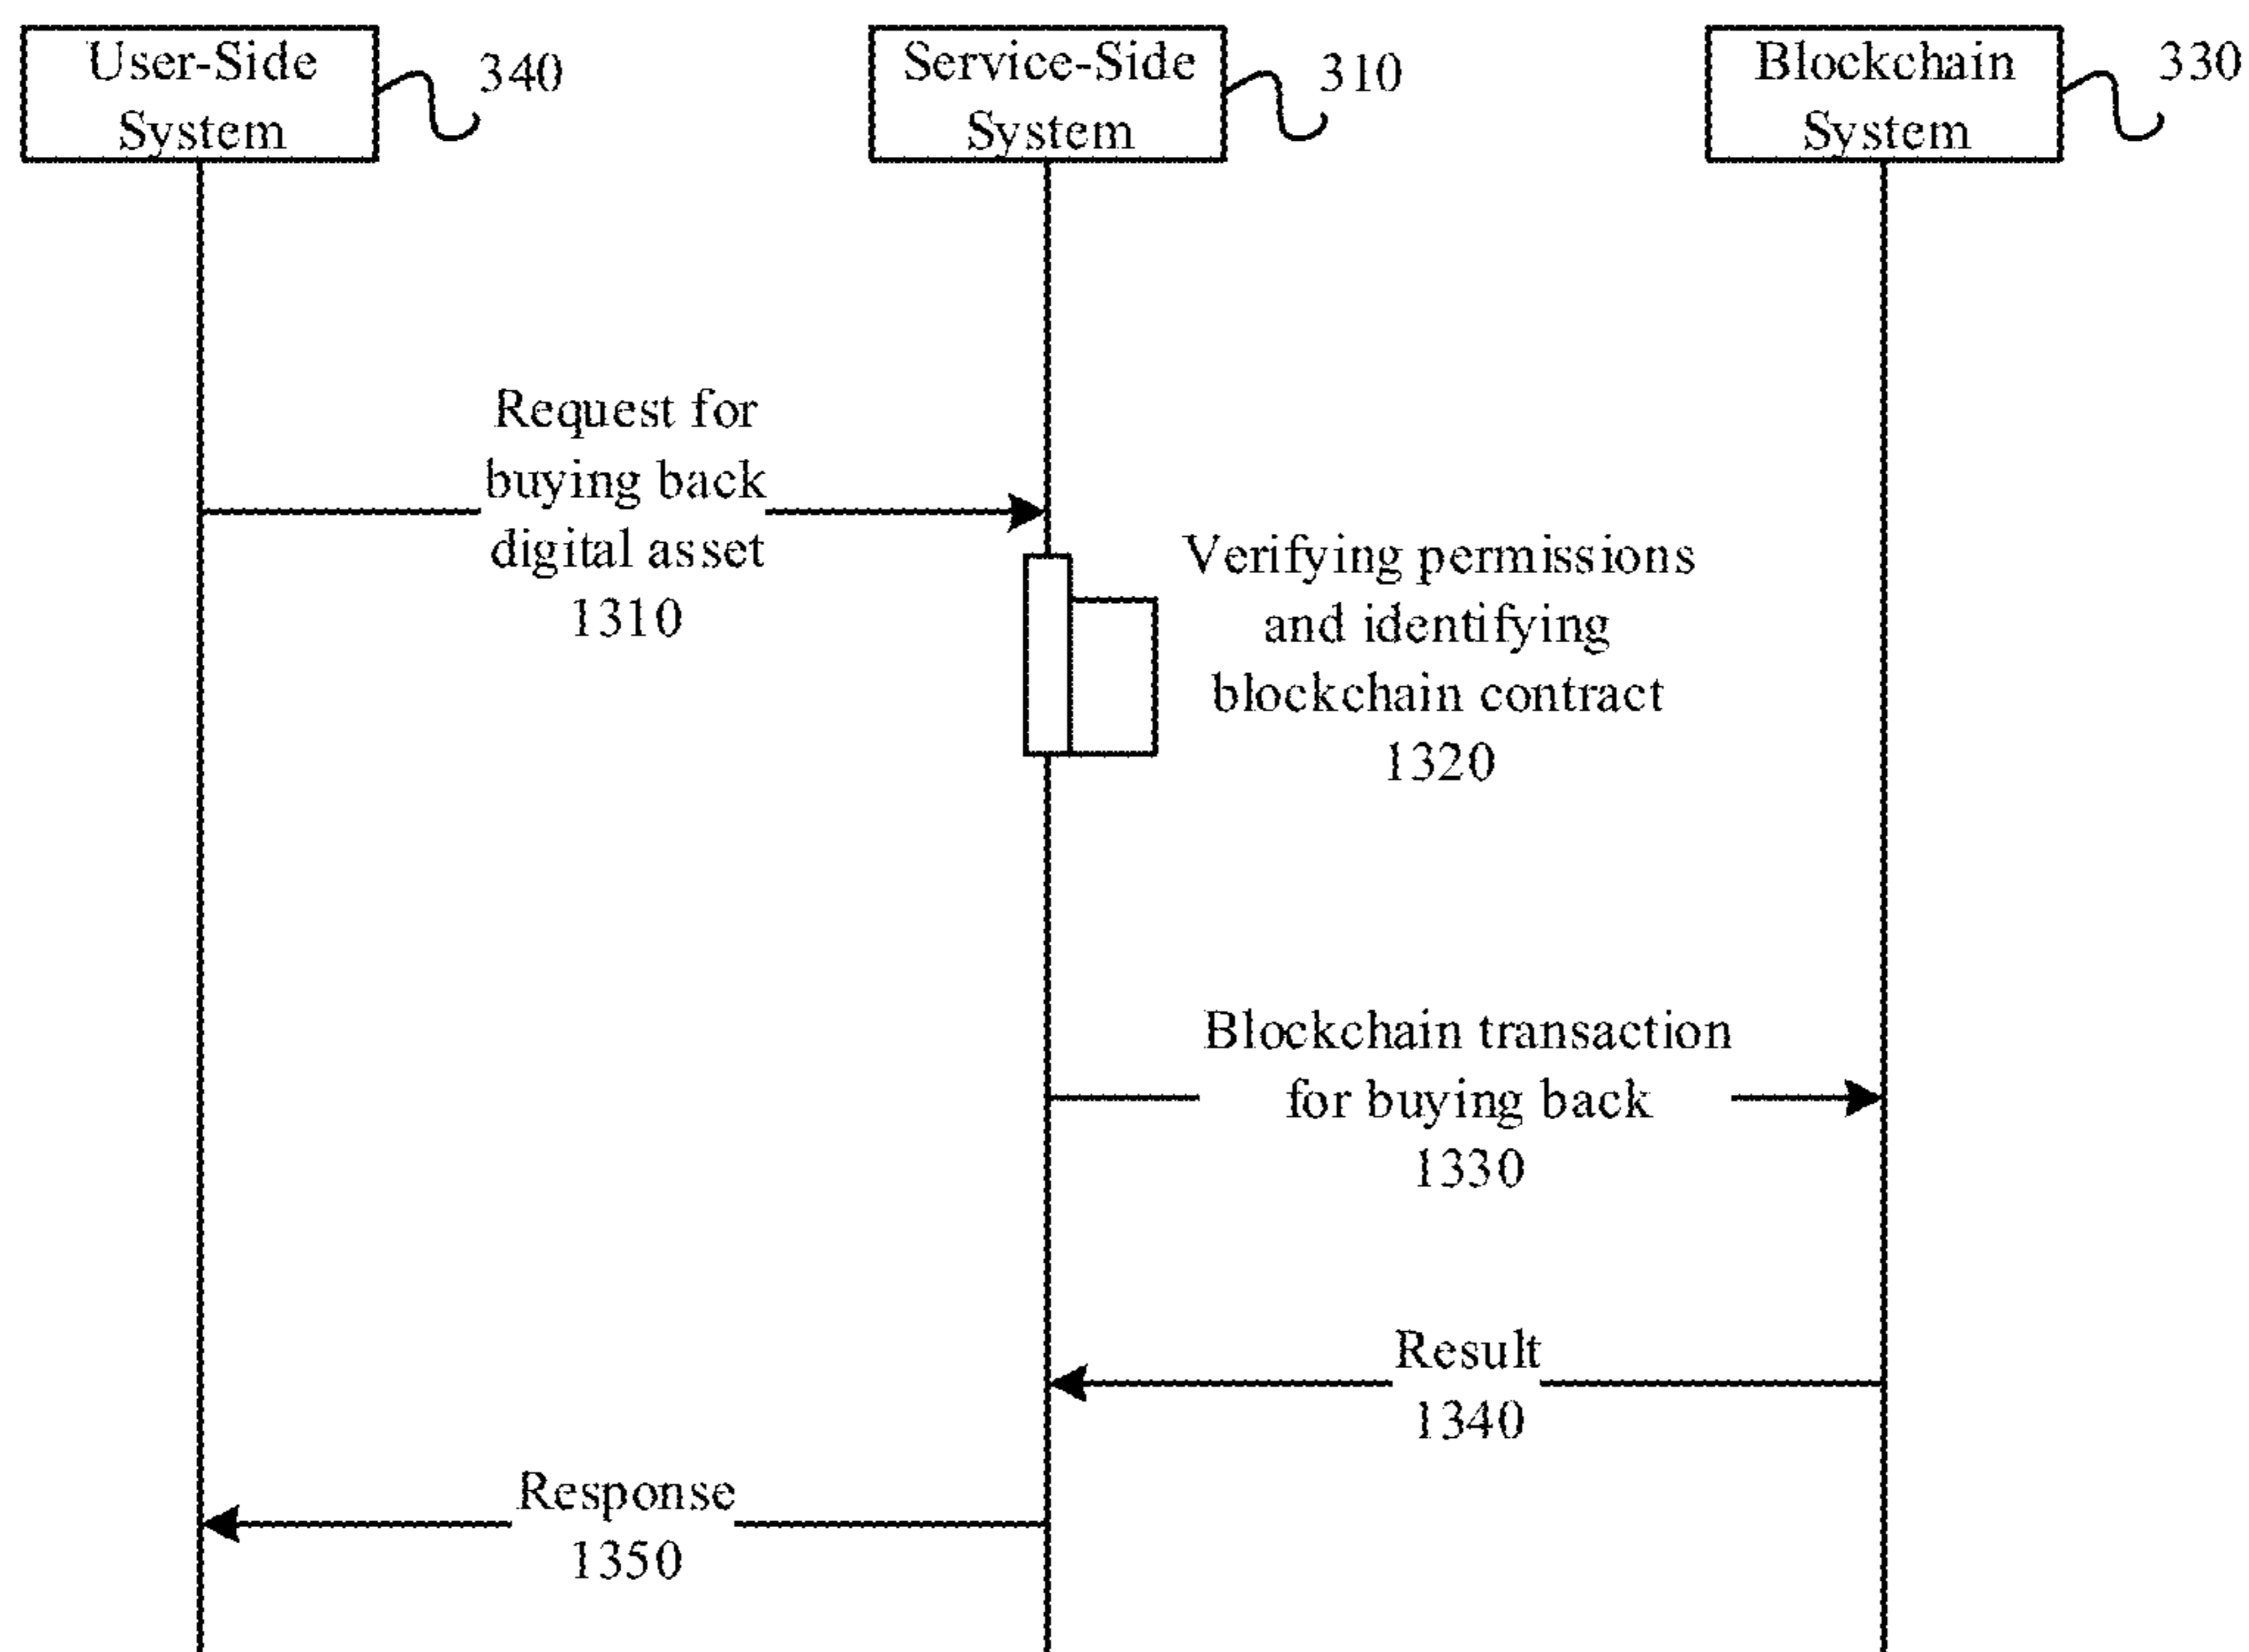 User-Side
System
340
Service-Side
System
310
Blockchain
System
330
Request for
buying back
digital asset
1310
Verifying permissions
and identifying
blockchain contract
1320
Blockchain transaction
for buying back
1330
Result
1340
Response
1350